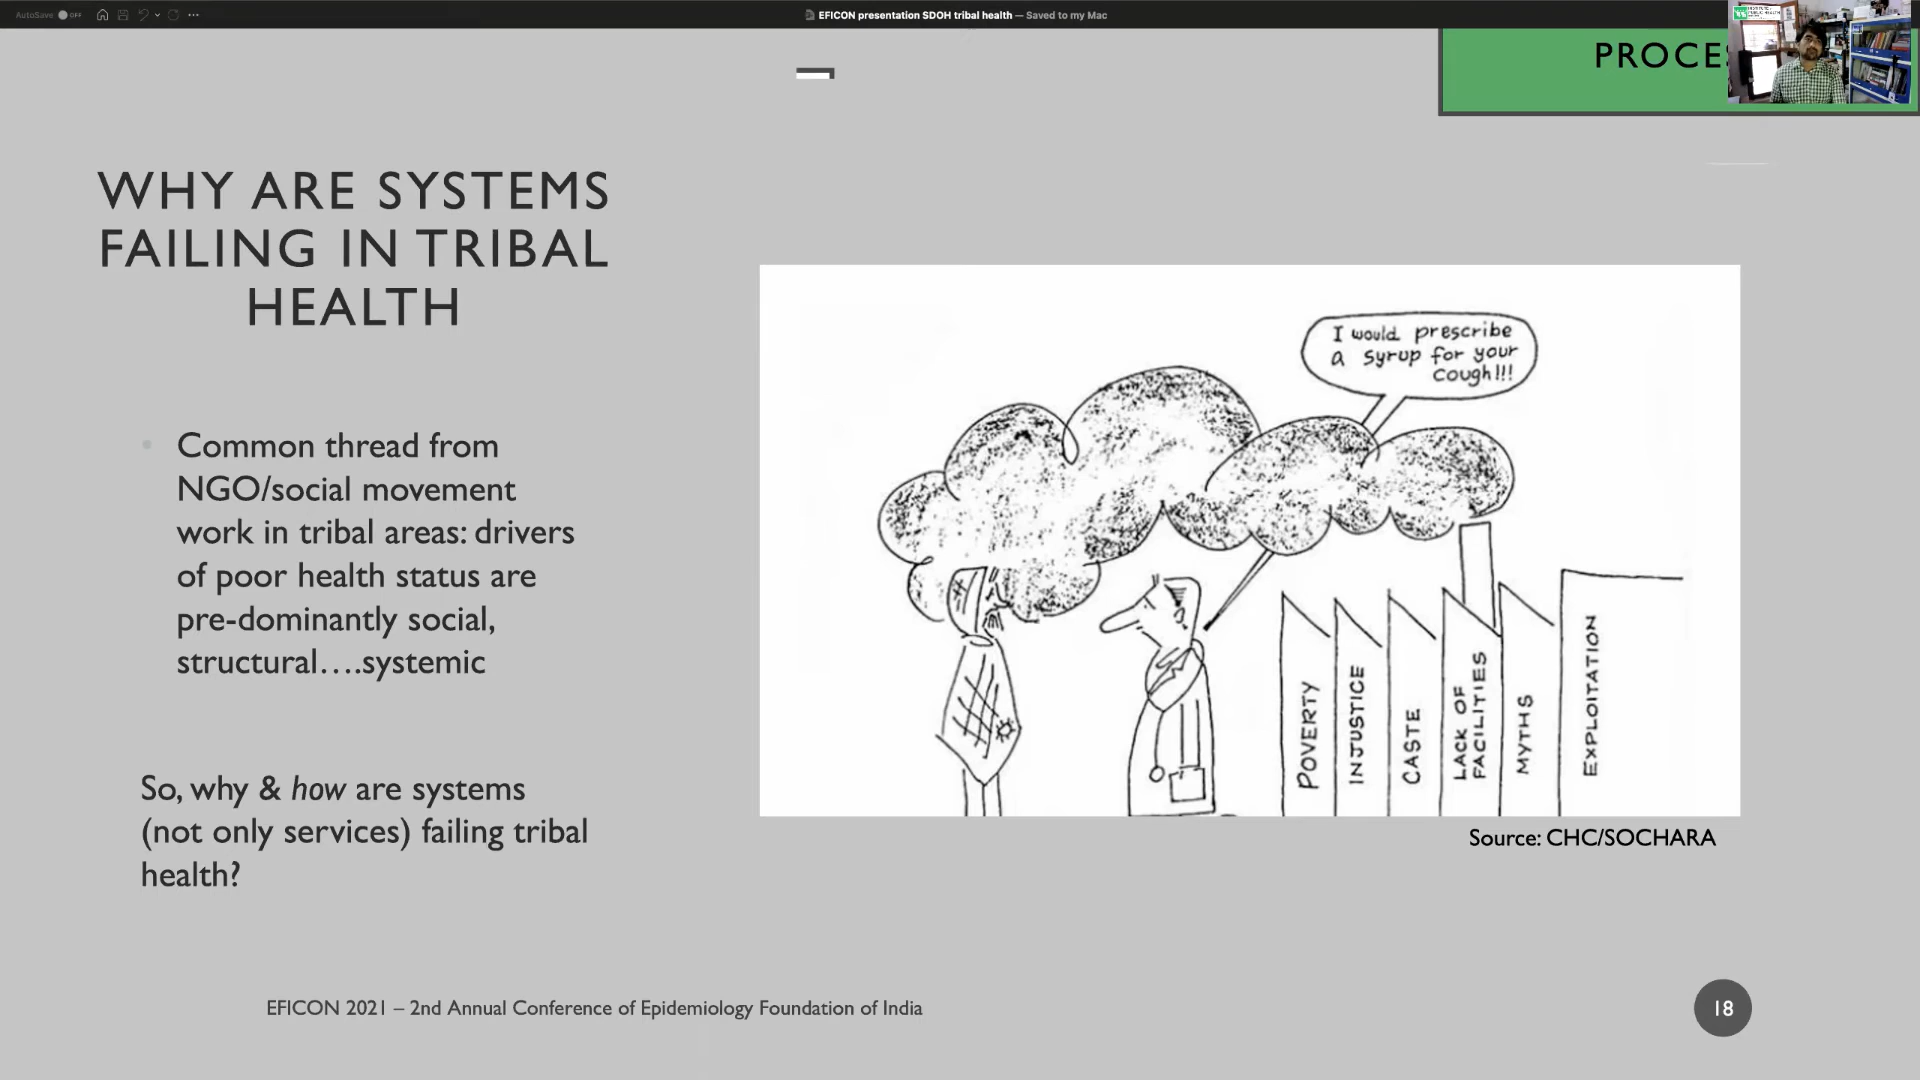 AutoSave OFF
EFICON presentation SDOH tribal health — Saved to my Mac
WHY ARE SYSTEMS
FAILING IN TRIBAL
HEALTH
Common thread from
NGO/social movement
work in tribal areas: drivers
of poor health status are
pre-dominantly social,
structural….systemic
So, why & how are systems
(not only services) failing tribal
health?
I would prescribe
a syrup for your
cough!!!
POVERTY
INJUSTICE
CASTE
LACK OF
FACILITIES
MYTHS
EXPLOITATION
Source: CHC/SOCHARA
EFICON 2021 – 2nd Annual Conference of Epidemiology Foundation of India
18